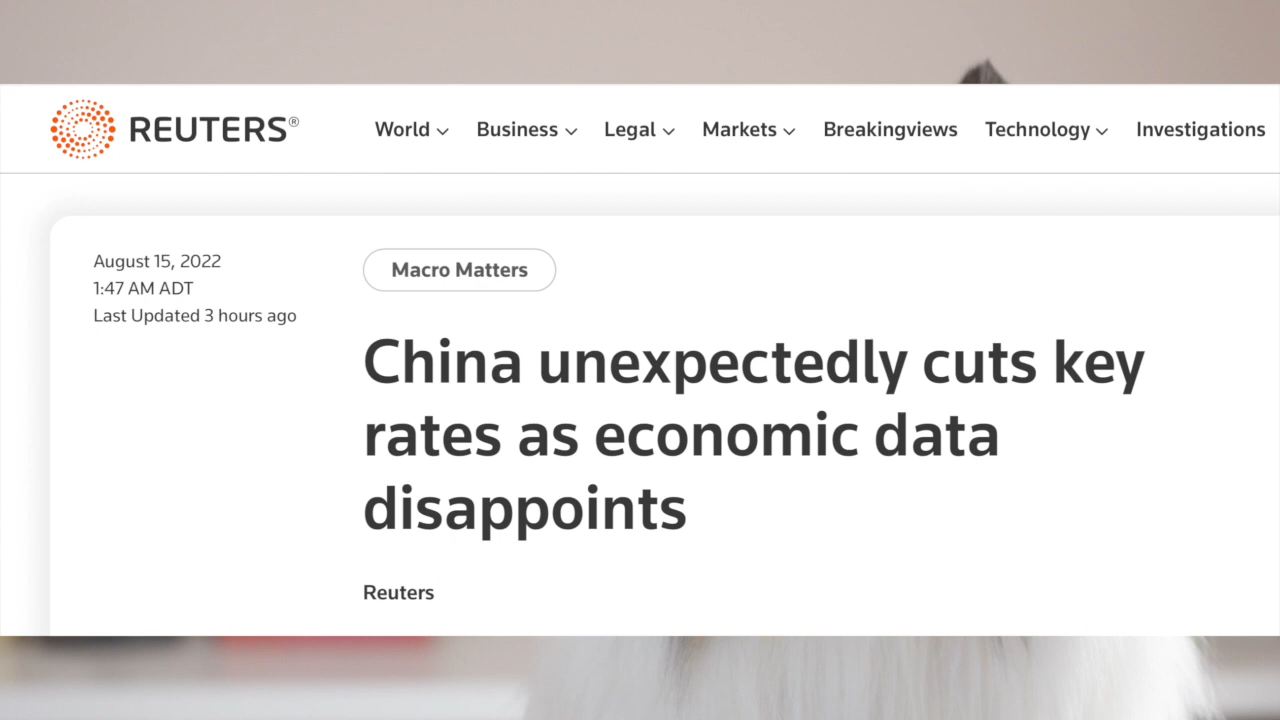 REUTERS®
World Business Legal Markets Breakingviews Technology Investigations
August 15, 2022
1:47 AM ADT
Last Updated 3 hours ago
Macro Matters
China unexpectedly cuts key
rates as economic data
disappoints
Reuters